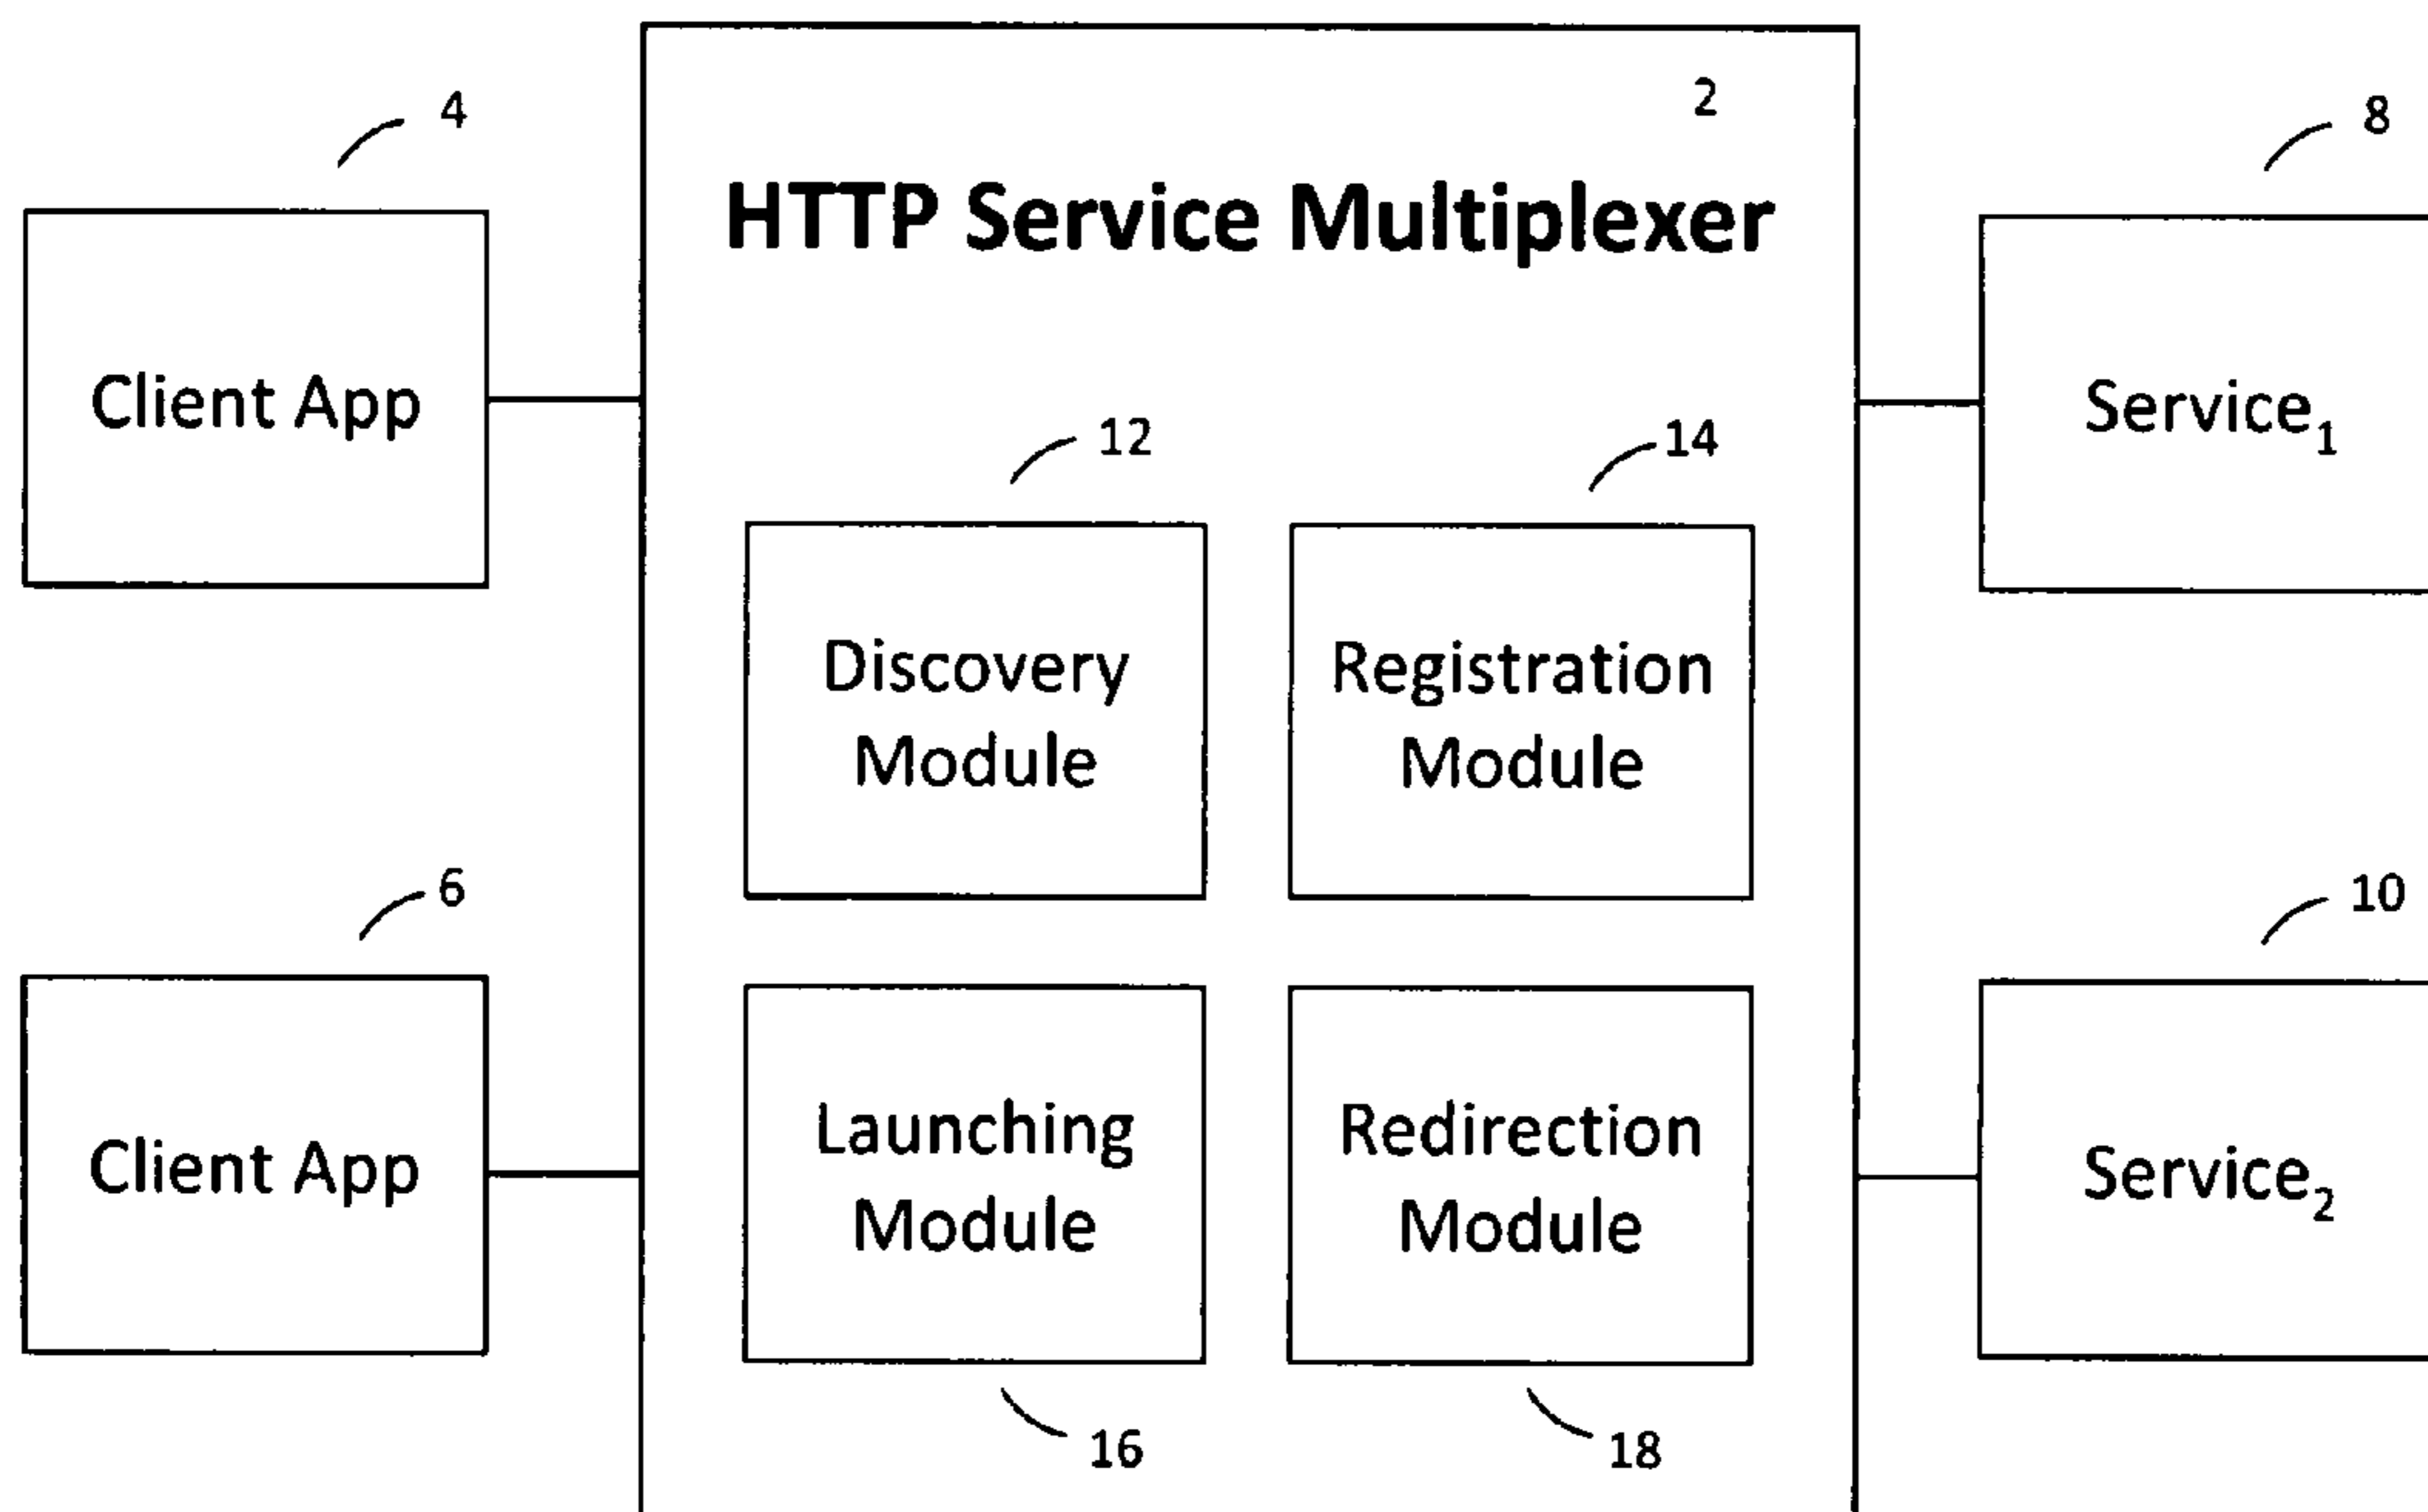 2
4
8
HTTP Service Multiplexer
Client App
Service₁
12
14
Discovery
Module
Registration
Module
6
10
Client App
Launching
Module
Redirection
Module
Service₂
16
18